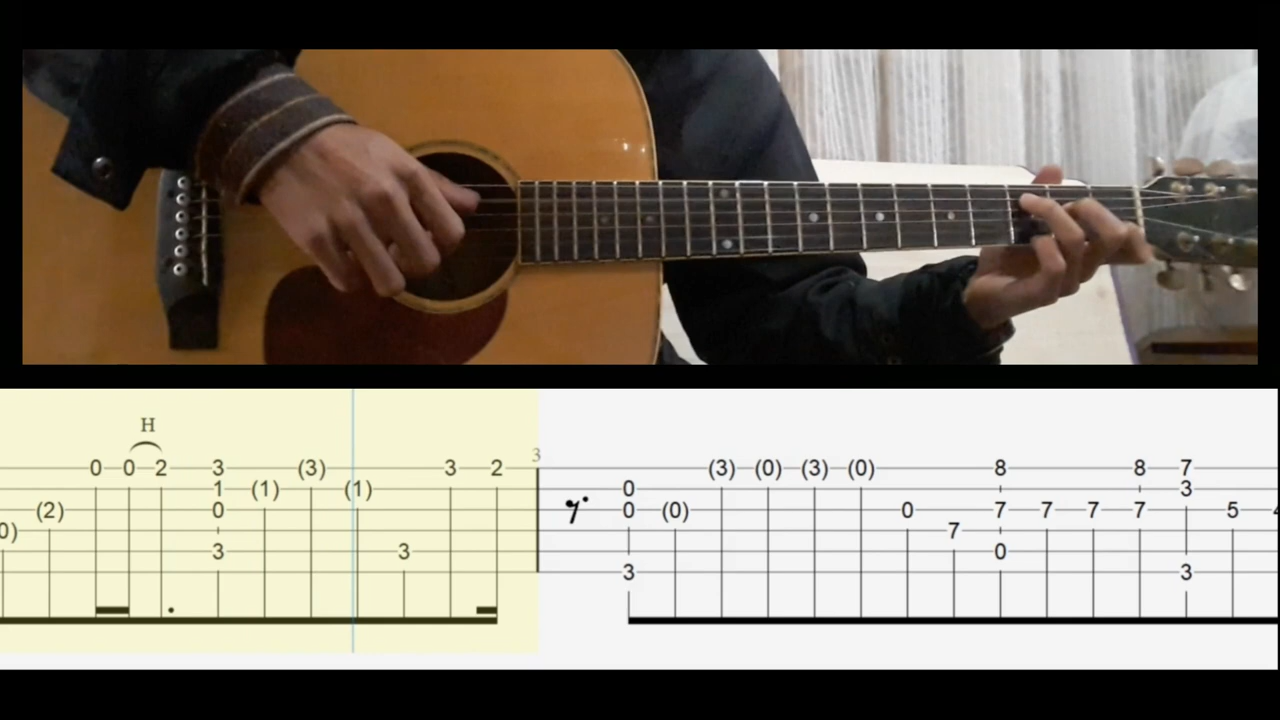 H
3
0 0 2 3 (3) 3 2 (3) (0) (3) (0) 8 8 7
1 (1) (1) 0 3
(2) 0 0 (0) 0 7 7 7 7 5
0) 7
3 3 0
3 3